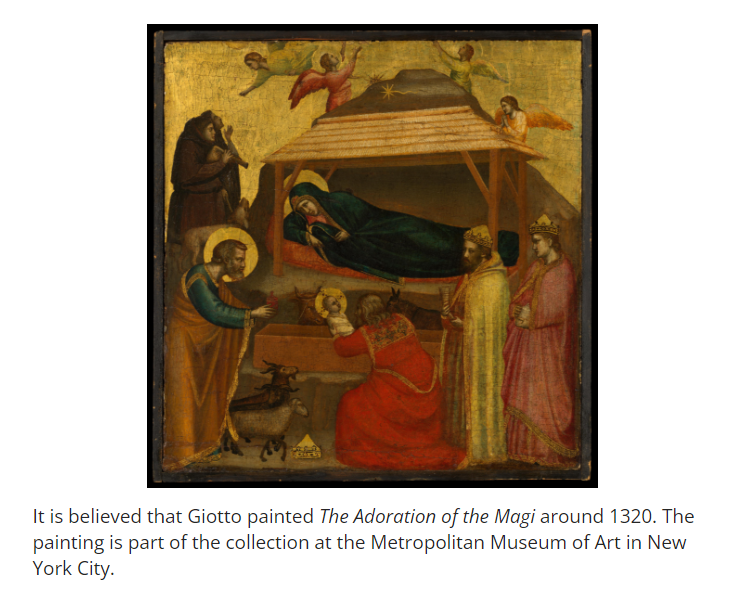 It is believed that Giotto painted The Adoration of the Magi around 1320. The
painting is part of the collection at the Metropolitan Museum of Art in New
York City.